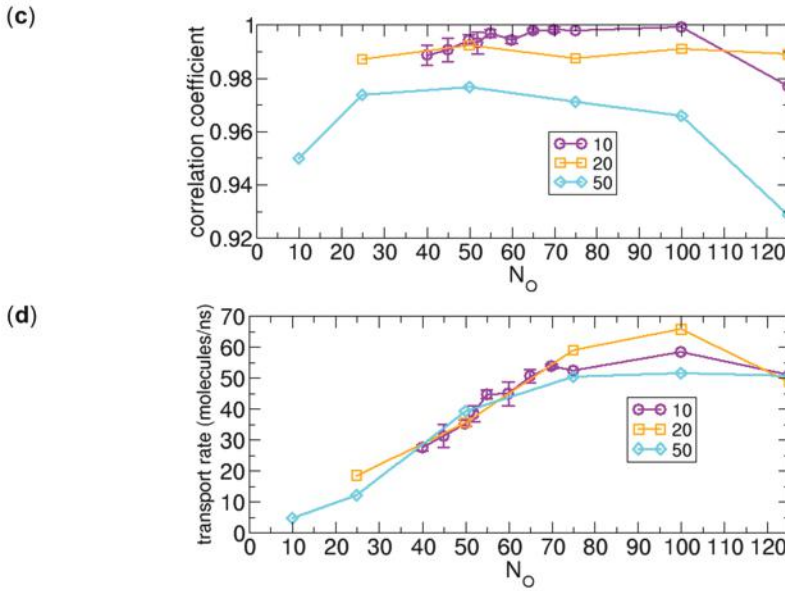 (c)
correlation coefficient
1
0.98
0.96
0.94
0.92
10
20
50
0 10 20 30 40 50 60 70 80 90 100 110 120
N_O
(d)
transport rate (molecules/ns)
70
60
50
40
30
20
10
0
10
20
50
0 10 20 30 40 50 60 70 80 90 100 110 120
N_O